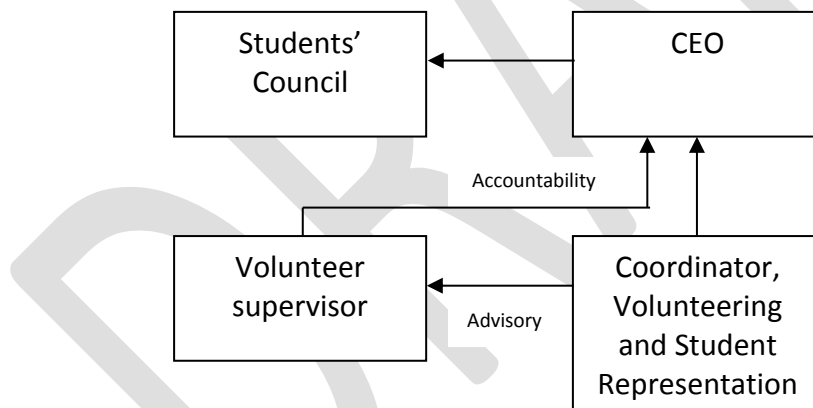 Students’
Council
CEO
Accountability
Volunteer
supervisor
Advisory
Coordinator,
Volunteering
and Student
Representation